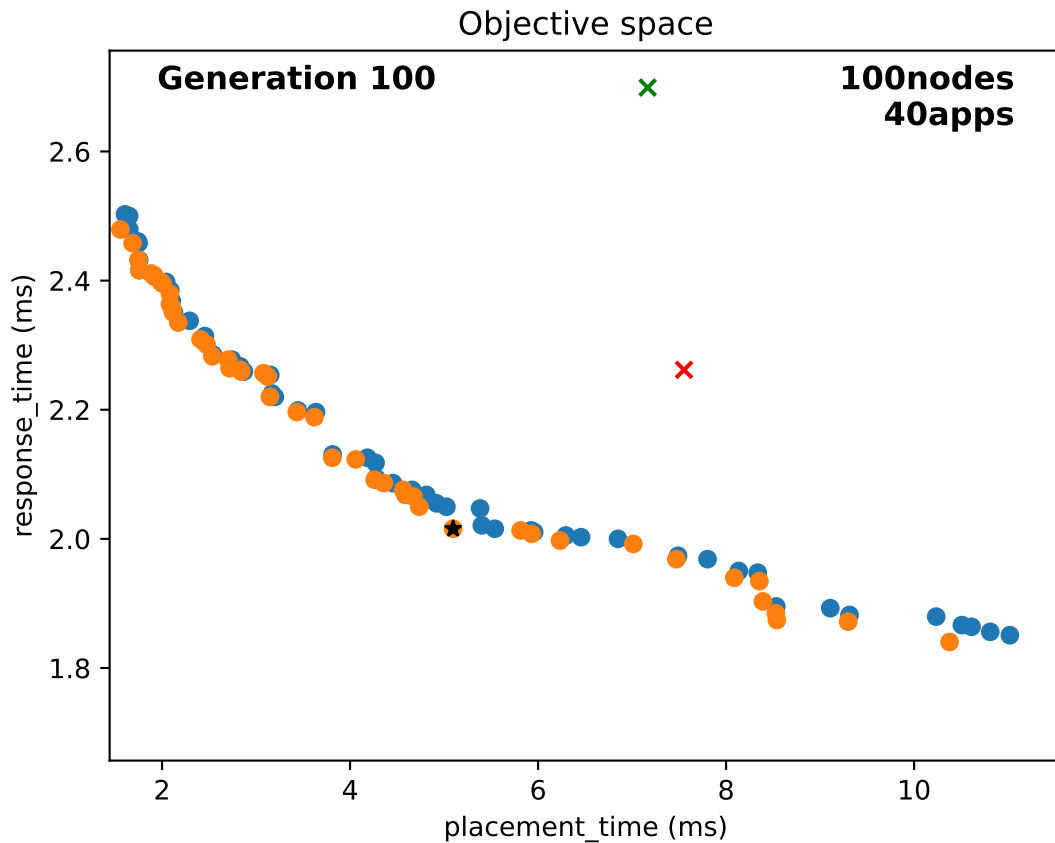 Objective space
Generation 100
100nodes
40apps
response_time (ms)
2.6
2.4
2.2
2.0
1.8
2 4 6 8 10
placement_time (ms)